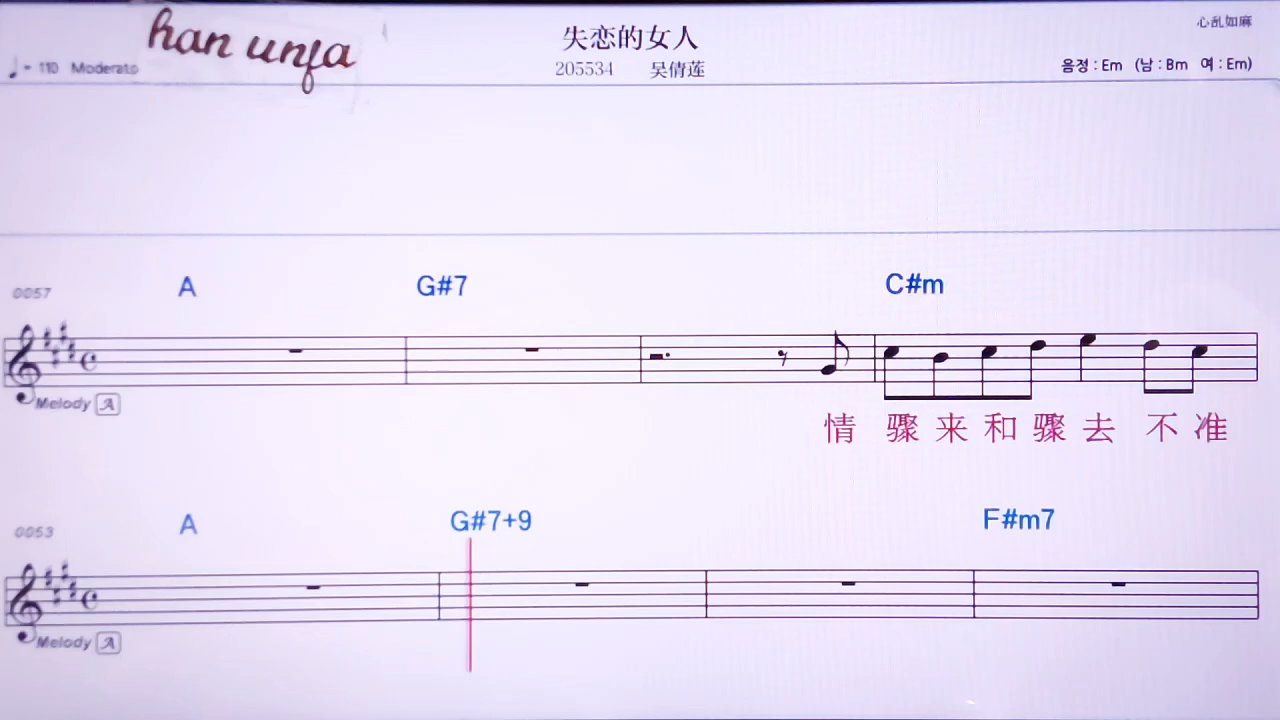 han unfa
失恋的女人
心乱如麻
♩= 110 Moderato
205534 吴倩莲
음정 : Em (남 : Bm 여 : Em)
A G#7 C#m
0057
Melody A
情 骤 来 和 骤 去 不 准
A G#7+9 F#m7
0053
Melody A